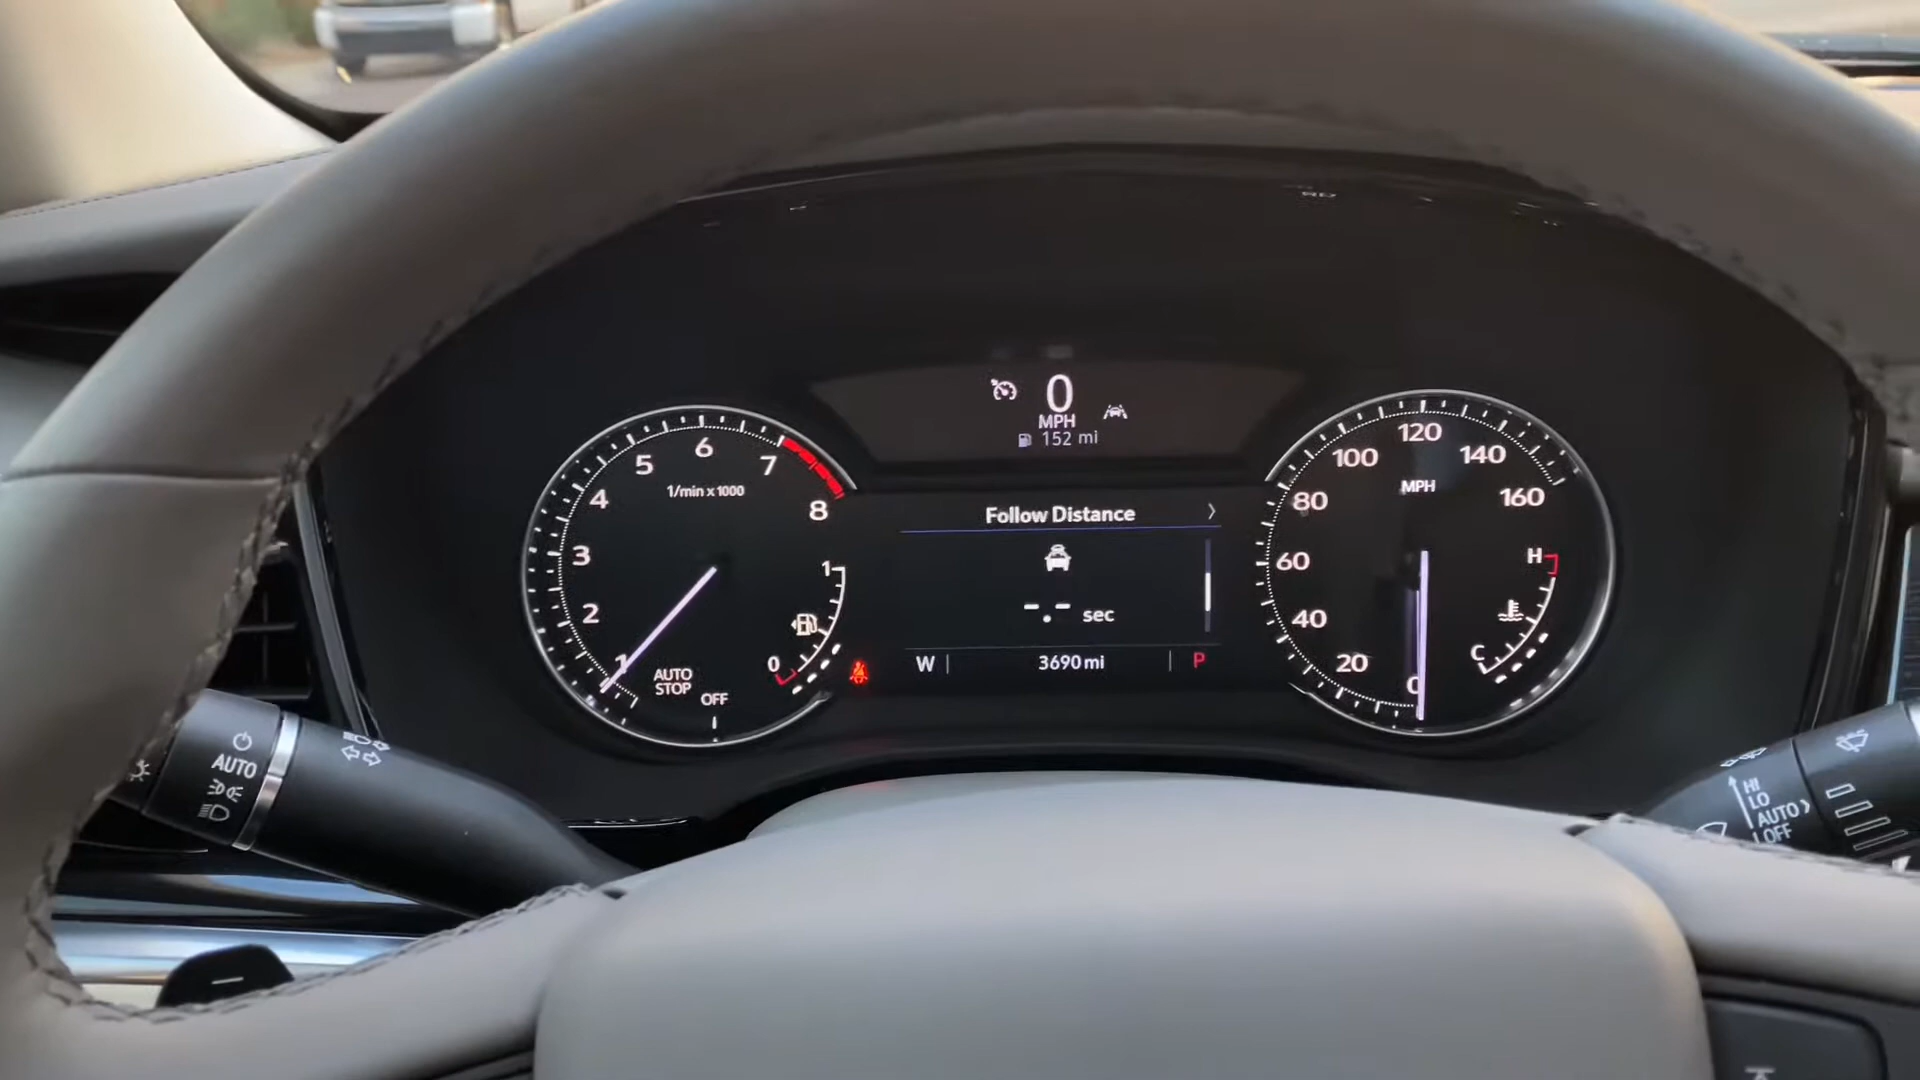 0
MPH
152 mi
Follow Distance
-.- sec
W
3690 mi
P
1/min x 1000
1
2
3
4
5
6
7
8
AUTO
STOP
OFF
0
1
MPH
0
20
40
60
80
100
120
140
160
H
C
AUTO
HI
LO
AUTO
OFF